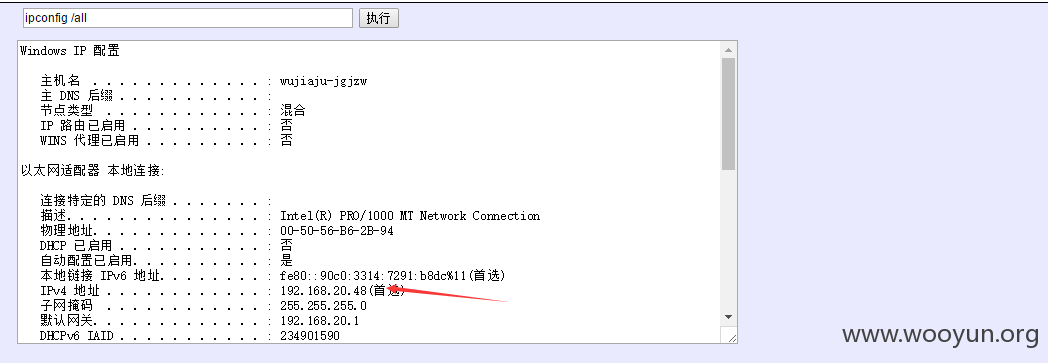 ipconfig /all 执行
Windows IP 配置
主机名 . . . . . . . . . . . . . : wujiaju-jgjzw
主 DNS 后缀 . . . . . . . . . . . :
节点类型 . . . . . . . . . . . . : 混合
IP 路由已启用 . . . . . . . . . . : 否
WINS 代理已启用 . . . . . . . . . : 否
以太网适配器 本地连接:
连接特定的 DNS 后缀 . . . . . . . :
描述. . . . . . . . . . . . . . . : Intel(R) PRO/1000 MT Network Connection
物理地址. . . . . . . . . . . . . : 00-50-56-B6-2B-94
DHCP 已启用 . . . . . . . . . . . : 否
自动配置已启用. . . . . . . . . . : 是
本地链接 IPv6 地址. . . . . . . . : fe80::90c0:3314:7291:b8dc%11(首选)
IPv4 地址 . . . . . . . . . . . . : 192.168.20.48(首选)
子网掩码 . . . . . . . . . . . . : 255.255.255.0
默认网关. . . . . . . . . . . . . : 192.168.20.1
DHCPv6 IAID . . . . . . . . . . . : 234901590
www.wooyun.org